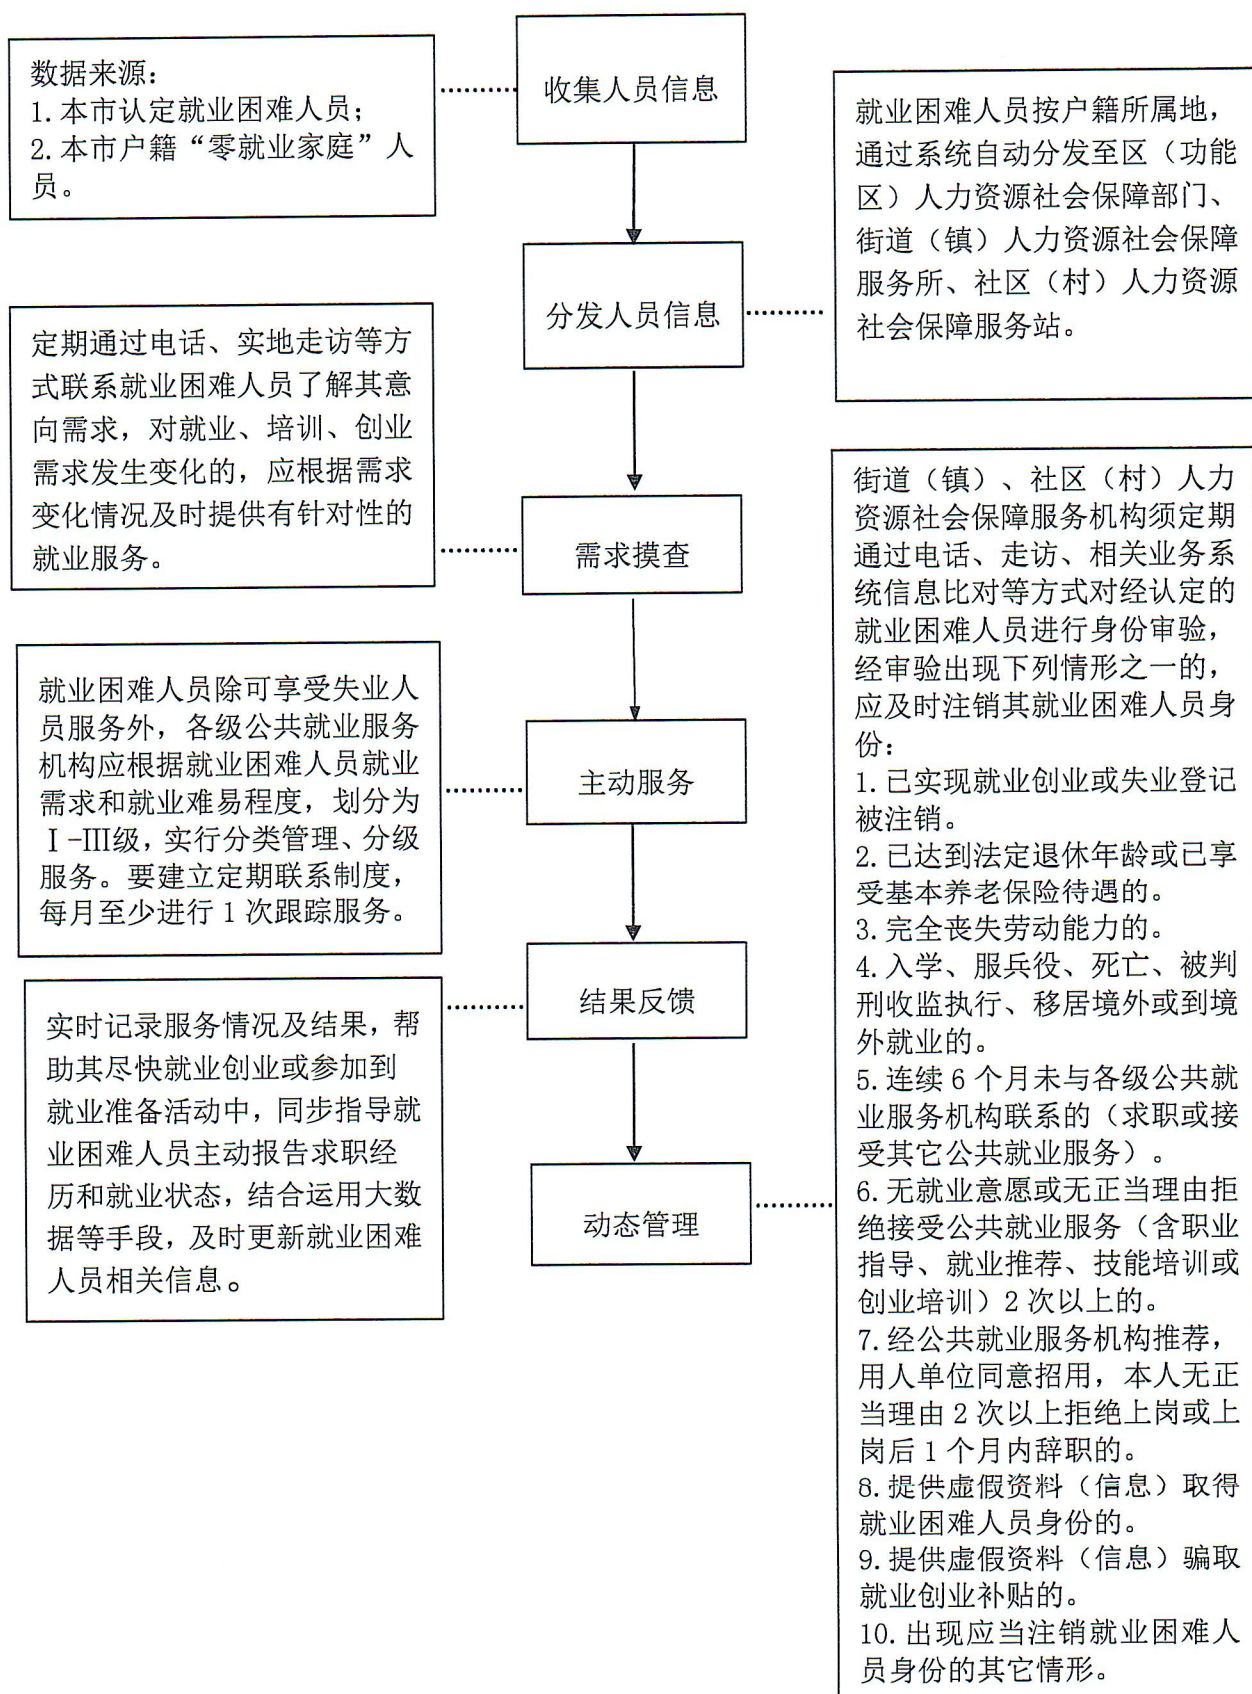 收集人员信息
数据来源：
1.本市认定就业困难人员；
2.本市户籍“零就业家庭”人
员。
分发人员信息
就业困难人员按户籍所属地，
通过系统自动分发至区（功能
区）人力资源社会保障部门、
街道（镇）人力资源社会保障
服务所、社区（村）人力资源
社会保障服务站。
需求摸查
定期通过电话、实地走访等方
式联系就业困难人员了解其意
向需求，对就业、培训、创业
需求发生变化的，应根据需求
变化情况及时提供有针对性的
就业服务。
主动服务
就业困难人员除可享受失业人
员服务外，各级公共就业服务
机构应根据就业困难人员就业
需求和就业难易程度，划分为
Ⅰ-Ⅲ级，实行分类管理、分级
服务。要建立定期联系制度，
每月至少进行1次跟踪服务。
结果反馈
实时记录服务情况及结果，帮
助其尽快就业创业或参加到
就业准备活动中，同步指导就
业困难人员主动报告求职经
历和就业状态，结合运用大数
据等手段，及时更新就业困难
人员相关信息。
动态管理
街道（镇）、社区（村）人力
资源社会保障服务机构须定期
通过电话、走访、相关业务系
统信息比对等方式对经认定的
就业困难人员进行身份审验，
经审验出现下列情形之一的，
应及时注销其就业困难人员身
份：
1.已实现就业创业或失业登记
被注销。
2.已达到法定退休年龄或已享
受基本养老保险待遇的。
3.完全丧失劳动能力的。
4.入学、服兵役、死亡、被判
刑收监执行、移居境外或到境
外就业的。
5.连续6个月未与各级公共就
业服务机构联系的（求职或接
受其它公共就业服务）。
6.无就业意愿或无正当理由拒
绝接受公共就业服务（含职业
指导、就业推荐、技能培训或
创业培训）2次以上的。
7.经公共就业服务机构推荐，
用人单位同意招用，本人无正
当理由2次以上拒绝上岗或上
岗后1个月内辞职的。
8.提供虚假资料（信息）取得
就业困难人员身份的。
9.提供虚假资料（信息）骗取
就业创业补贴的。
10.出现应当注销就业困难人
员身份的其它情形。